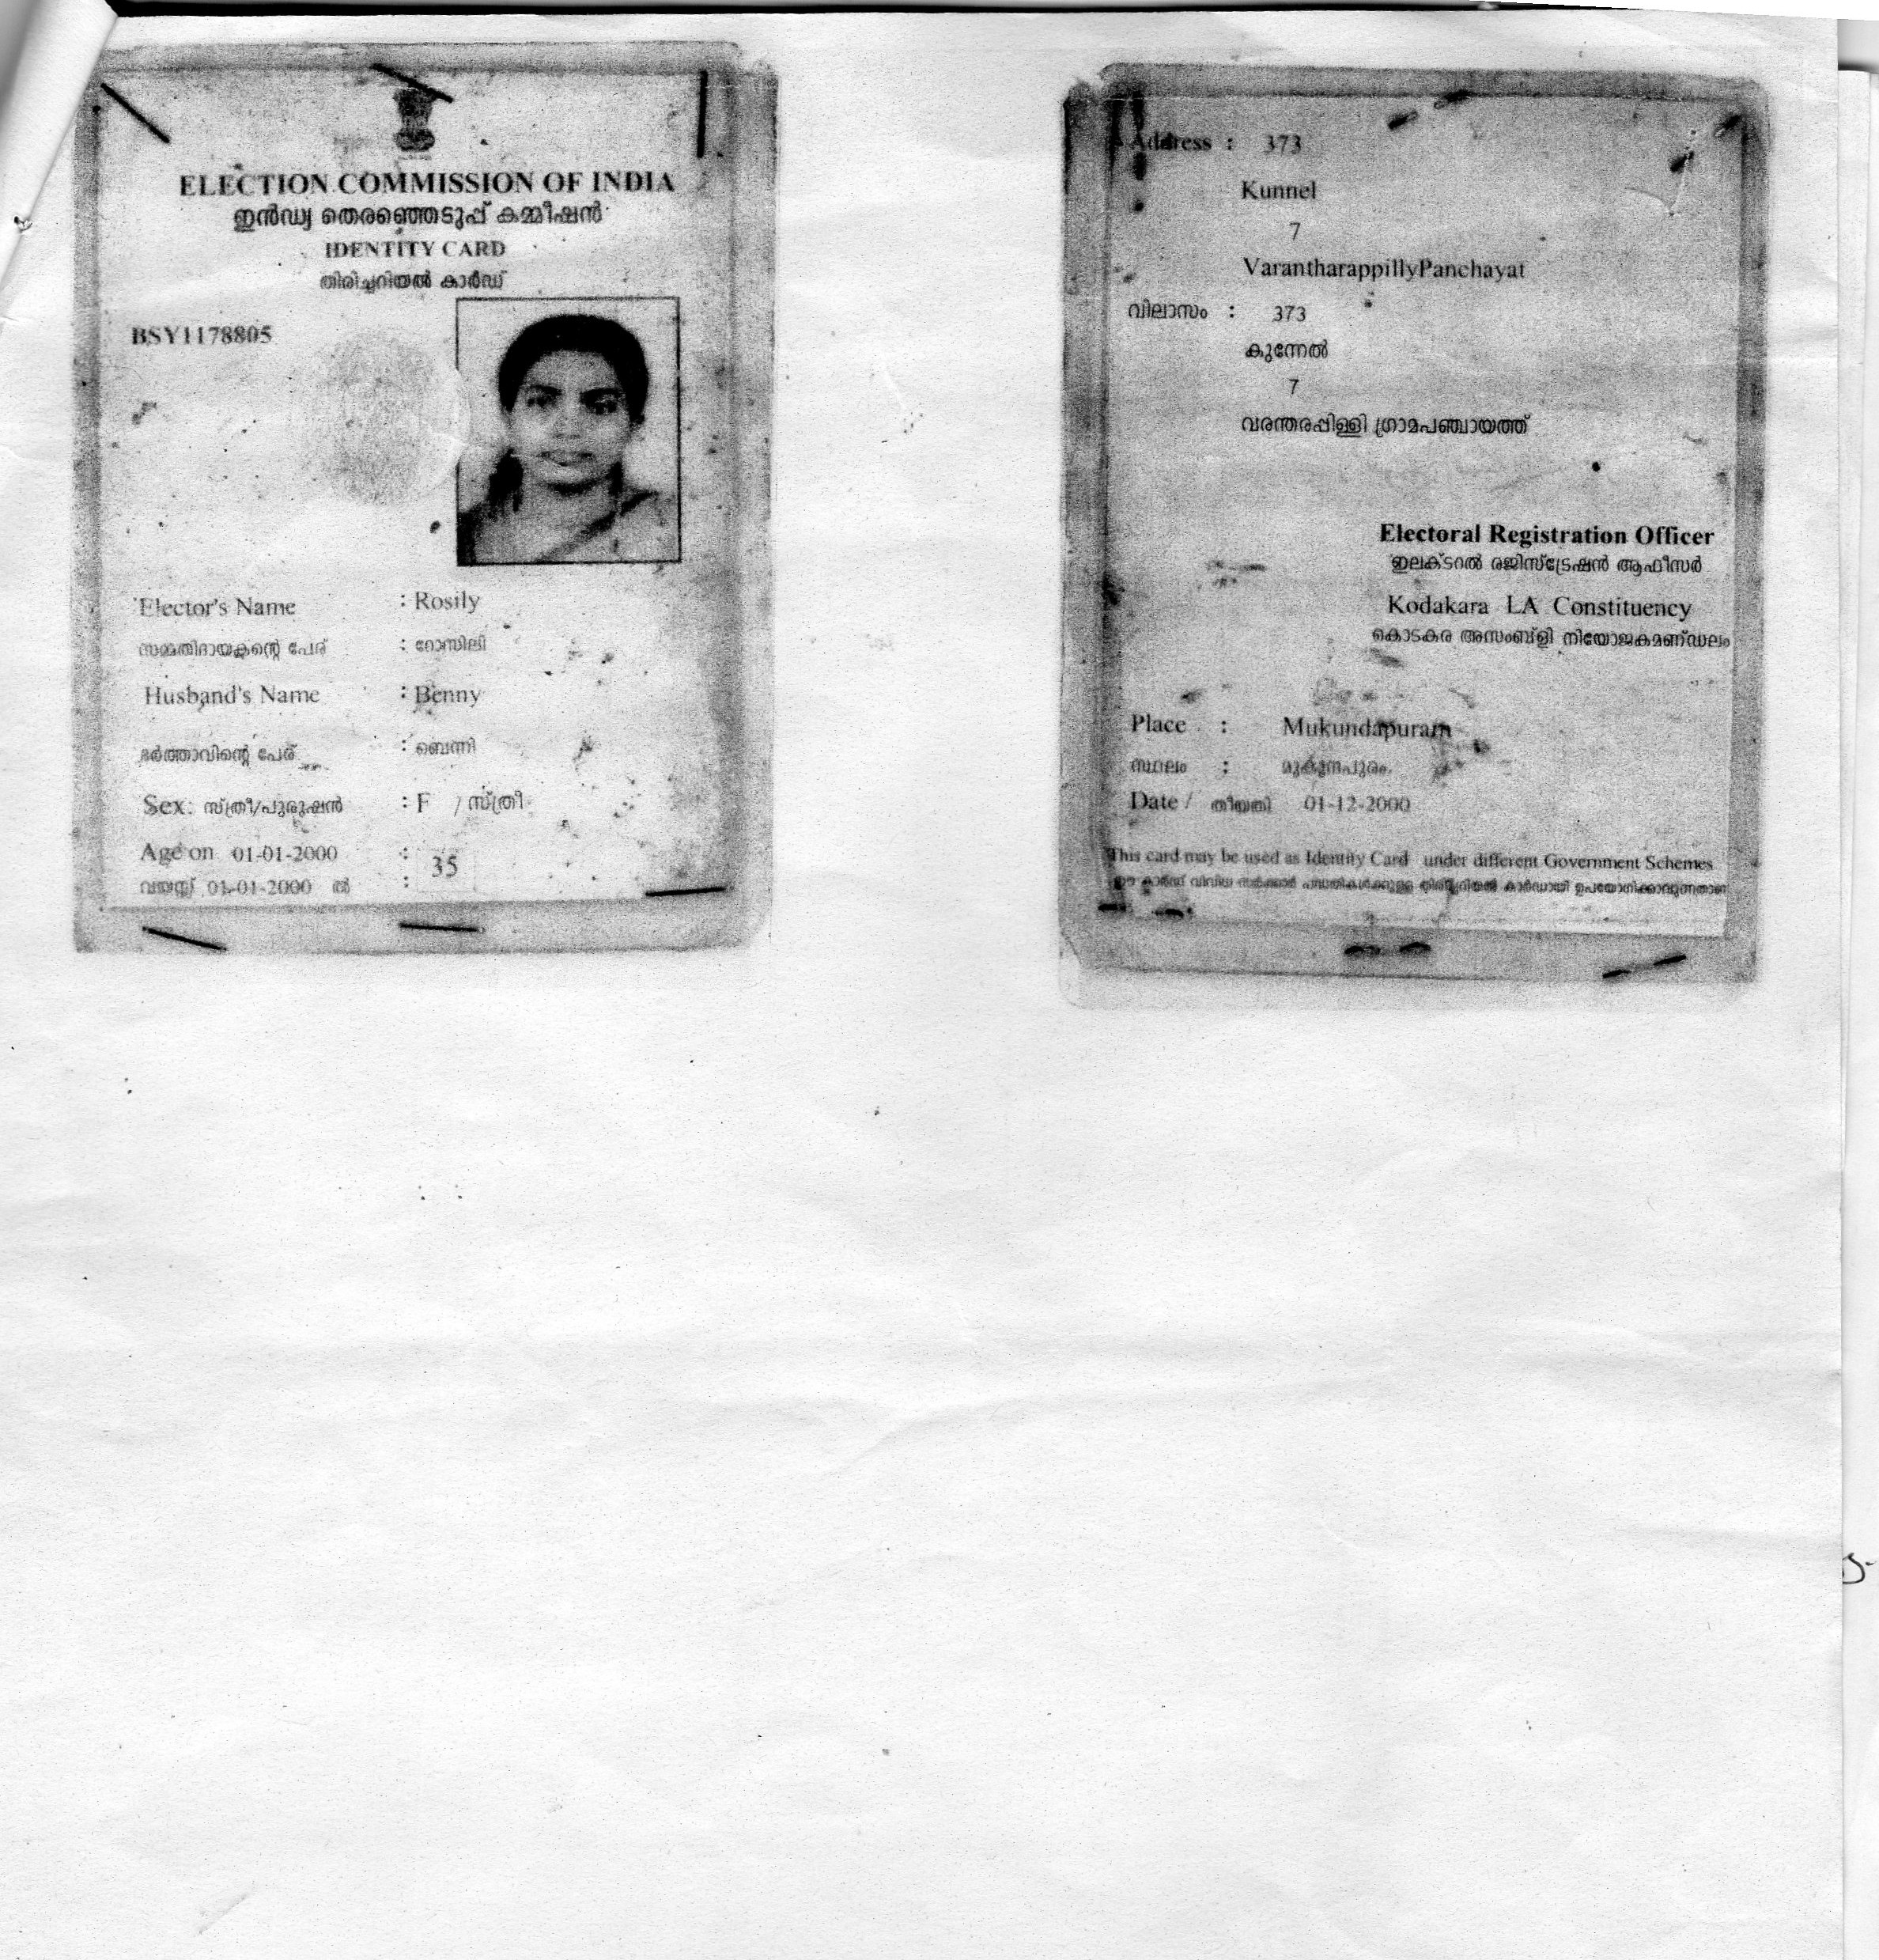 ELECTION COMMISSION OF INDIA
ഇൻഡ്യ തെരഞ്ഞെടുപ്പ് കമ്മീഷൻ
IDENTITY CARD
തിരിച്ചറിയൽ കാർഡ്
BSY1178805
Elector's Name : Rosily
സമ്മതിദായകന്റെ പേര് : റോസിലി
Husband's Name : Benny
ഭർത്താവിന്റെ പേര് : ബെന്നി
Sex: സ്ത്രീ/പുരുഷൻ : F / സ്ത്രീ
Age on 01-01-2000 : 35
വയസ്സ് 01-01-2000 ൽ :
Address : 373
Kunnel
7
VarantharappillyPanchayat
വിലാസം : 373
കുന്നേൽ
7
വരന്തരപ്പിള്ളി ഗ്രാമപഞ്ചായത്ത്
Electoral Registration Officer
ഇലക്ടറൽ രജിസ്ട്രേഷൻ ആഫീസർ
Kodakara LA Constituency
കൊടകര അസംബ്ളി നിയോജകമണ്ഡലം
Place : Mukundapuram
സ്ഥലം : മുകുന്ദപുരം
Date / തീയതി 01-12-2000
This card may be used as Identity Card under different Government Schemes
ഈ കാർഡ് വിവിധ സർക്കാർ പദ്ധതികൾക്കുള്ള തിരിച്ചറിയൽ കാർഡായി ഉപയോഗിക്കാവുന്നതാണ്